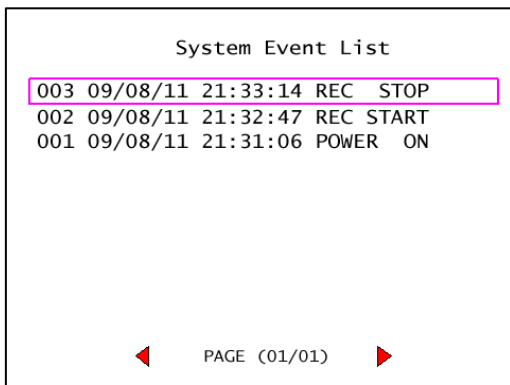 System Event List
003 09/08/11 21:33:14 REC STOP
002 09/08/11 21:32:47 REC START
001 09/08/11 21:31:06 POWER ON
PAGE (01/01)